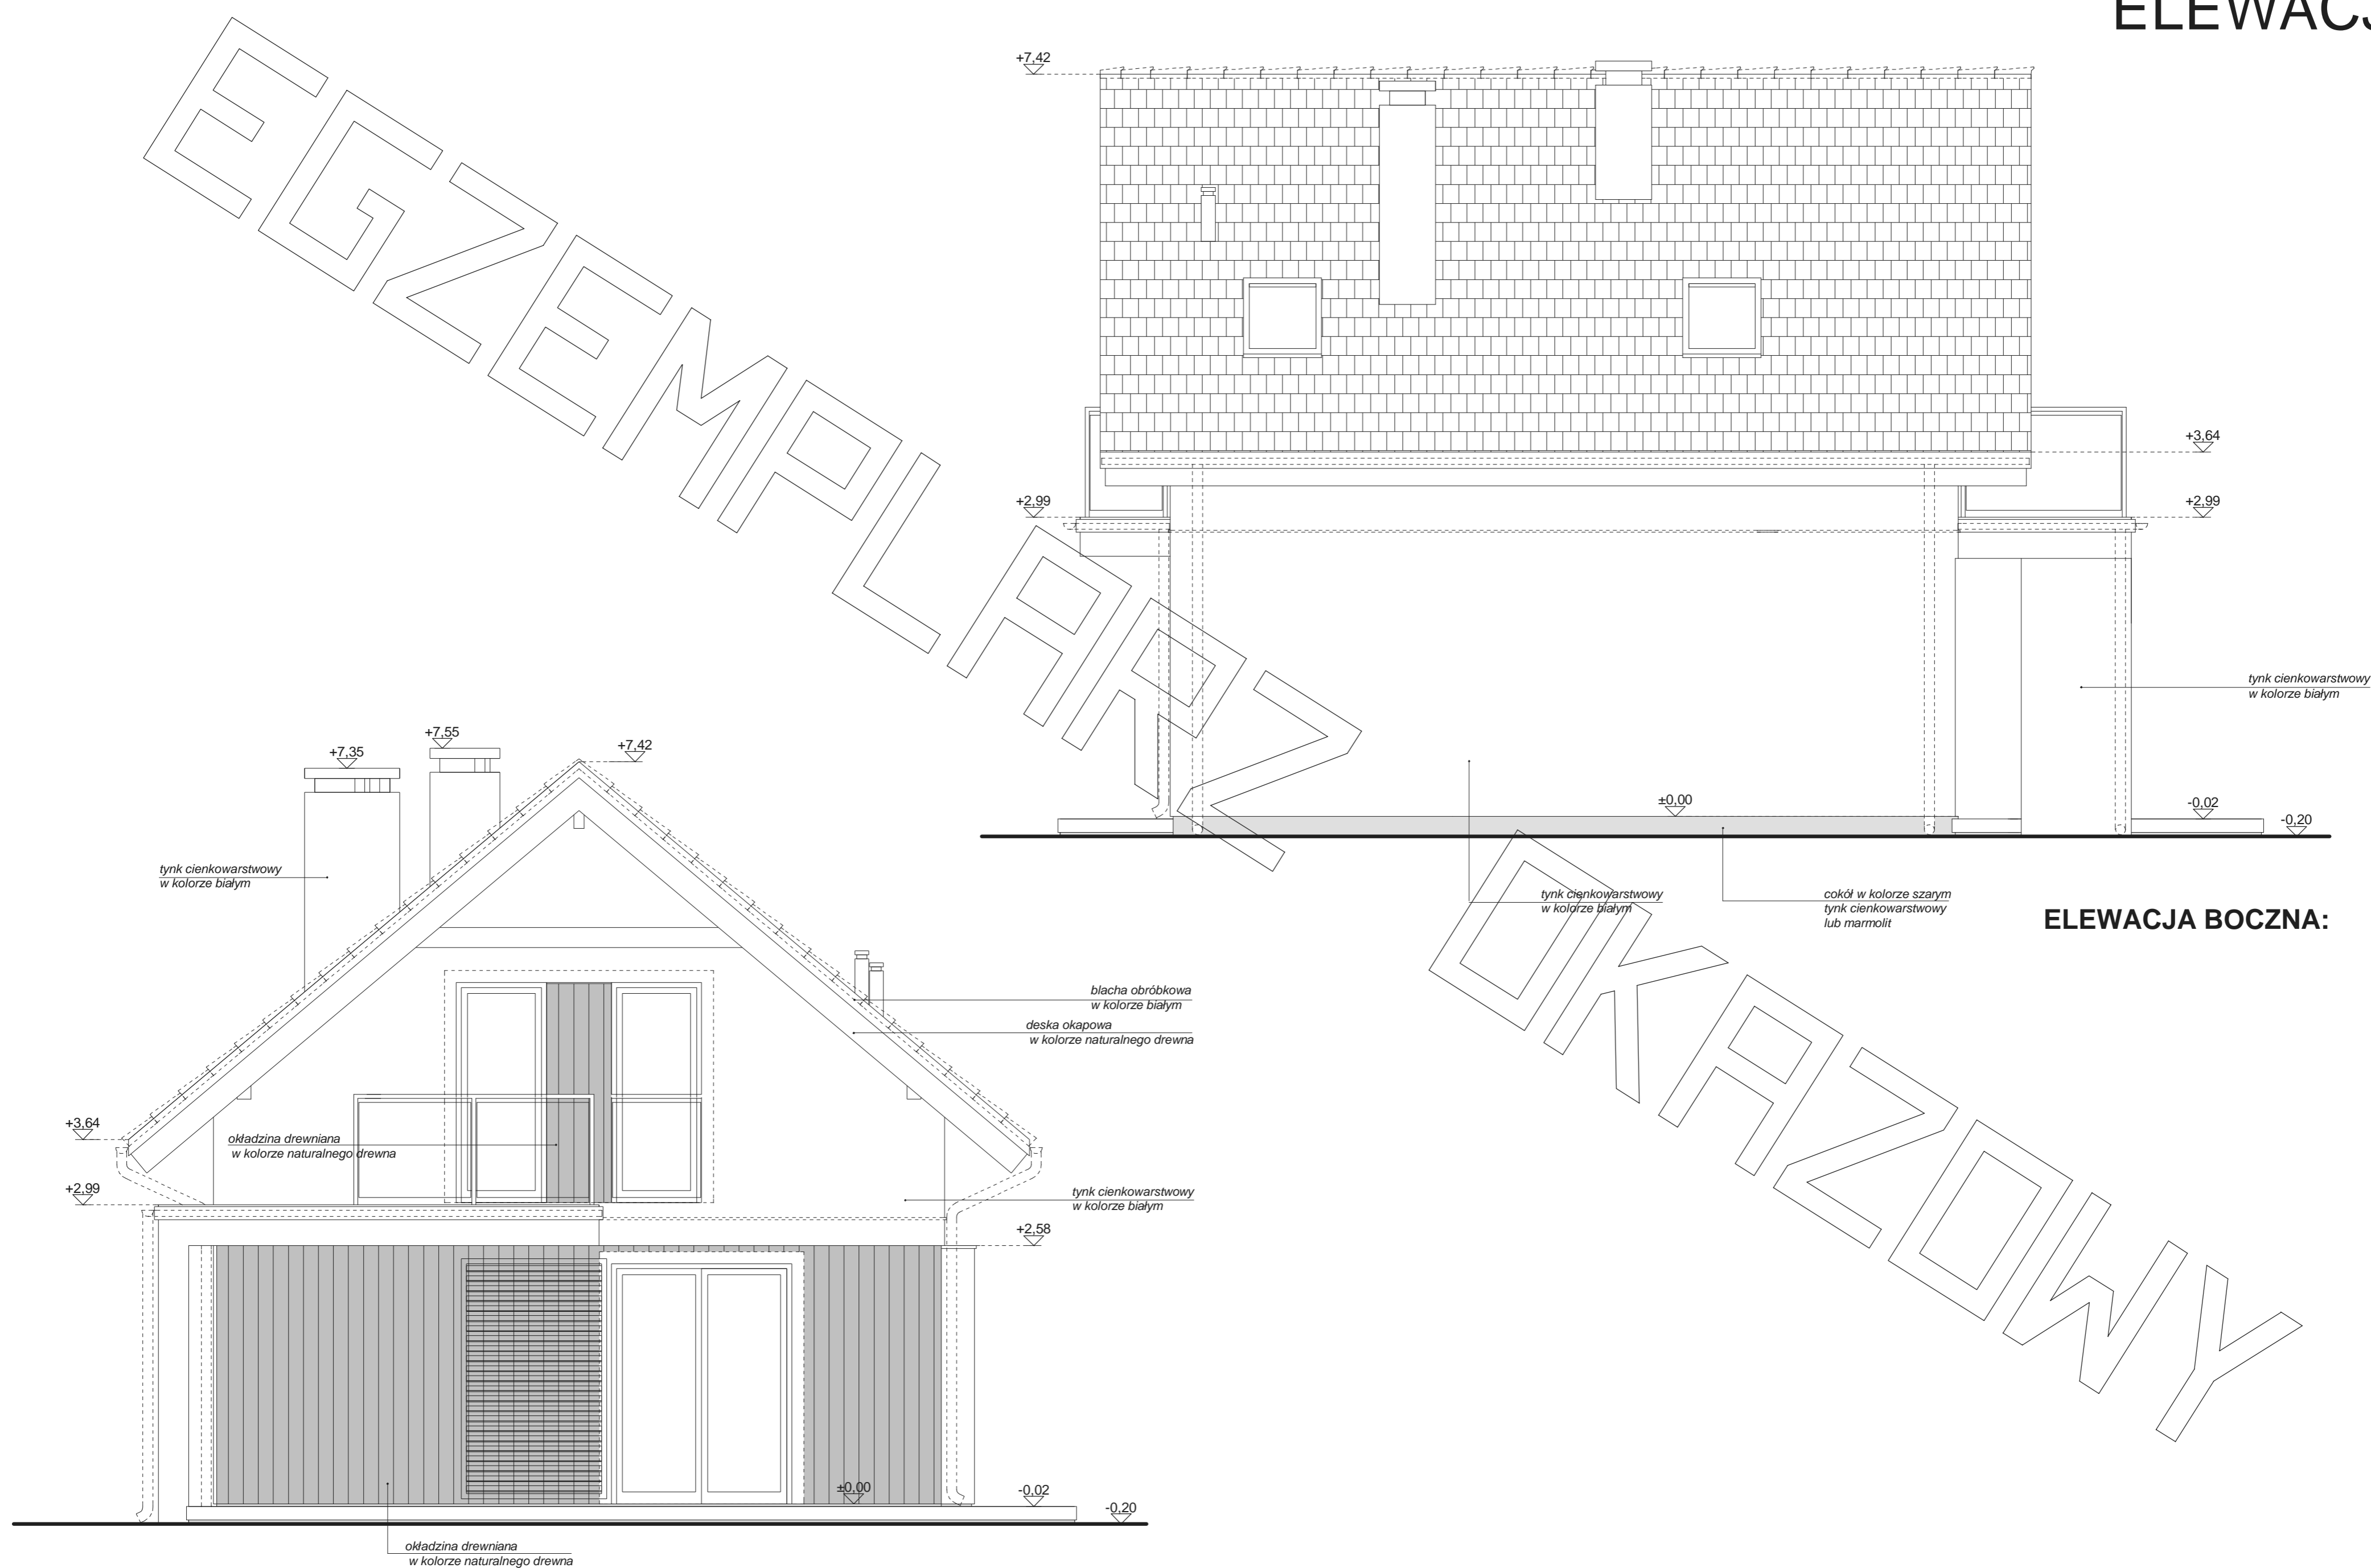 ELEWACJ
+7,42
+3,64
+2,99
+2,99
tynk cienkowarstwowy
w kolorze białym
±0,00
-0,02
-0,20
tynk cienkowarstwowy
w kolorze białym
cokół w kolorze szarym
tynk cienkowarstwowy
lub marmolit
ELEWACJA BOCZNA:
EGZEMPLARZ OKAZOWY
+7,35
+7,55
+7,42
tynk cienkowarstwowy
w kolorze białym
blacha obróbkowa
w kolorze białym
deska okapowa
w kolorze naturalnego drewna
+3,64
okładzina drewniana
w kolorze naturalnego drewna
+2,99
tynk cienkowarstwowy
w kolorze białym
+2,58
±0,00
-0,02
-0,20
okładzina drewniana
w kolorze naturalnego drewna